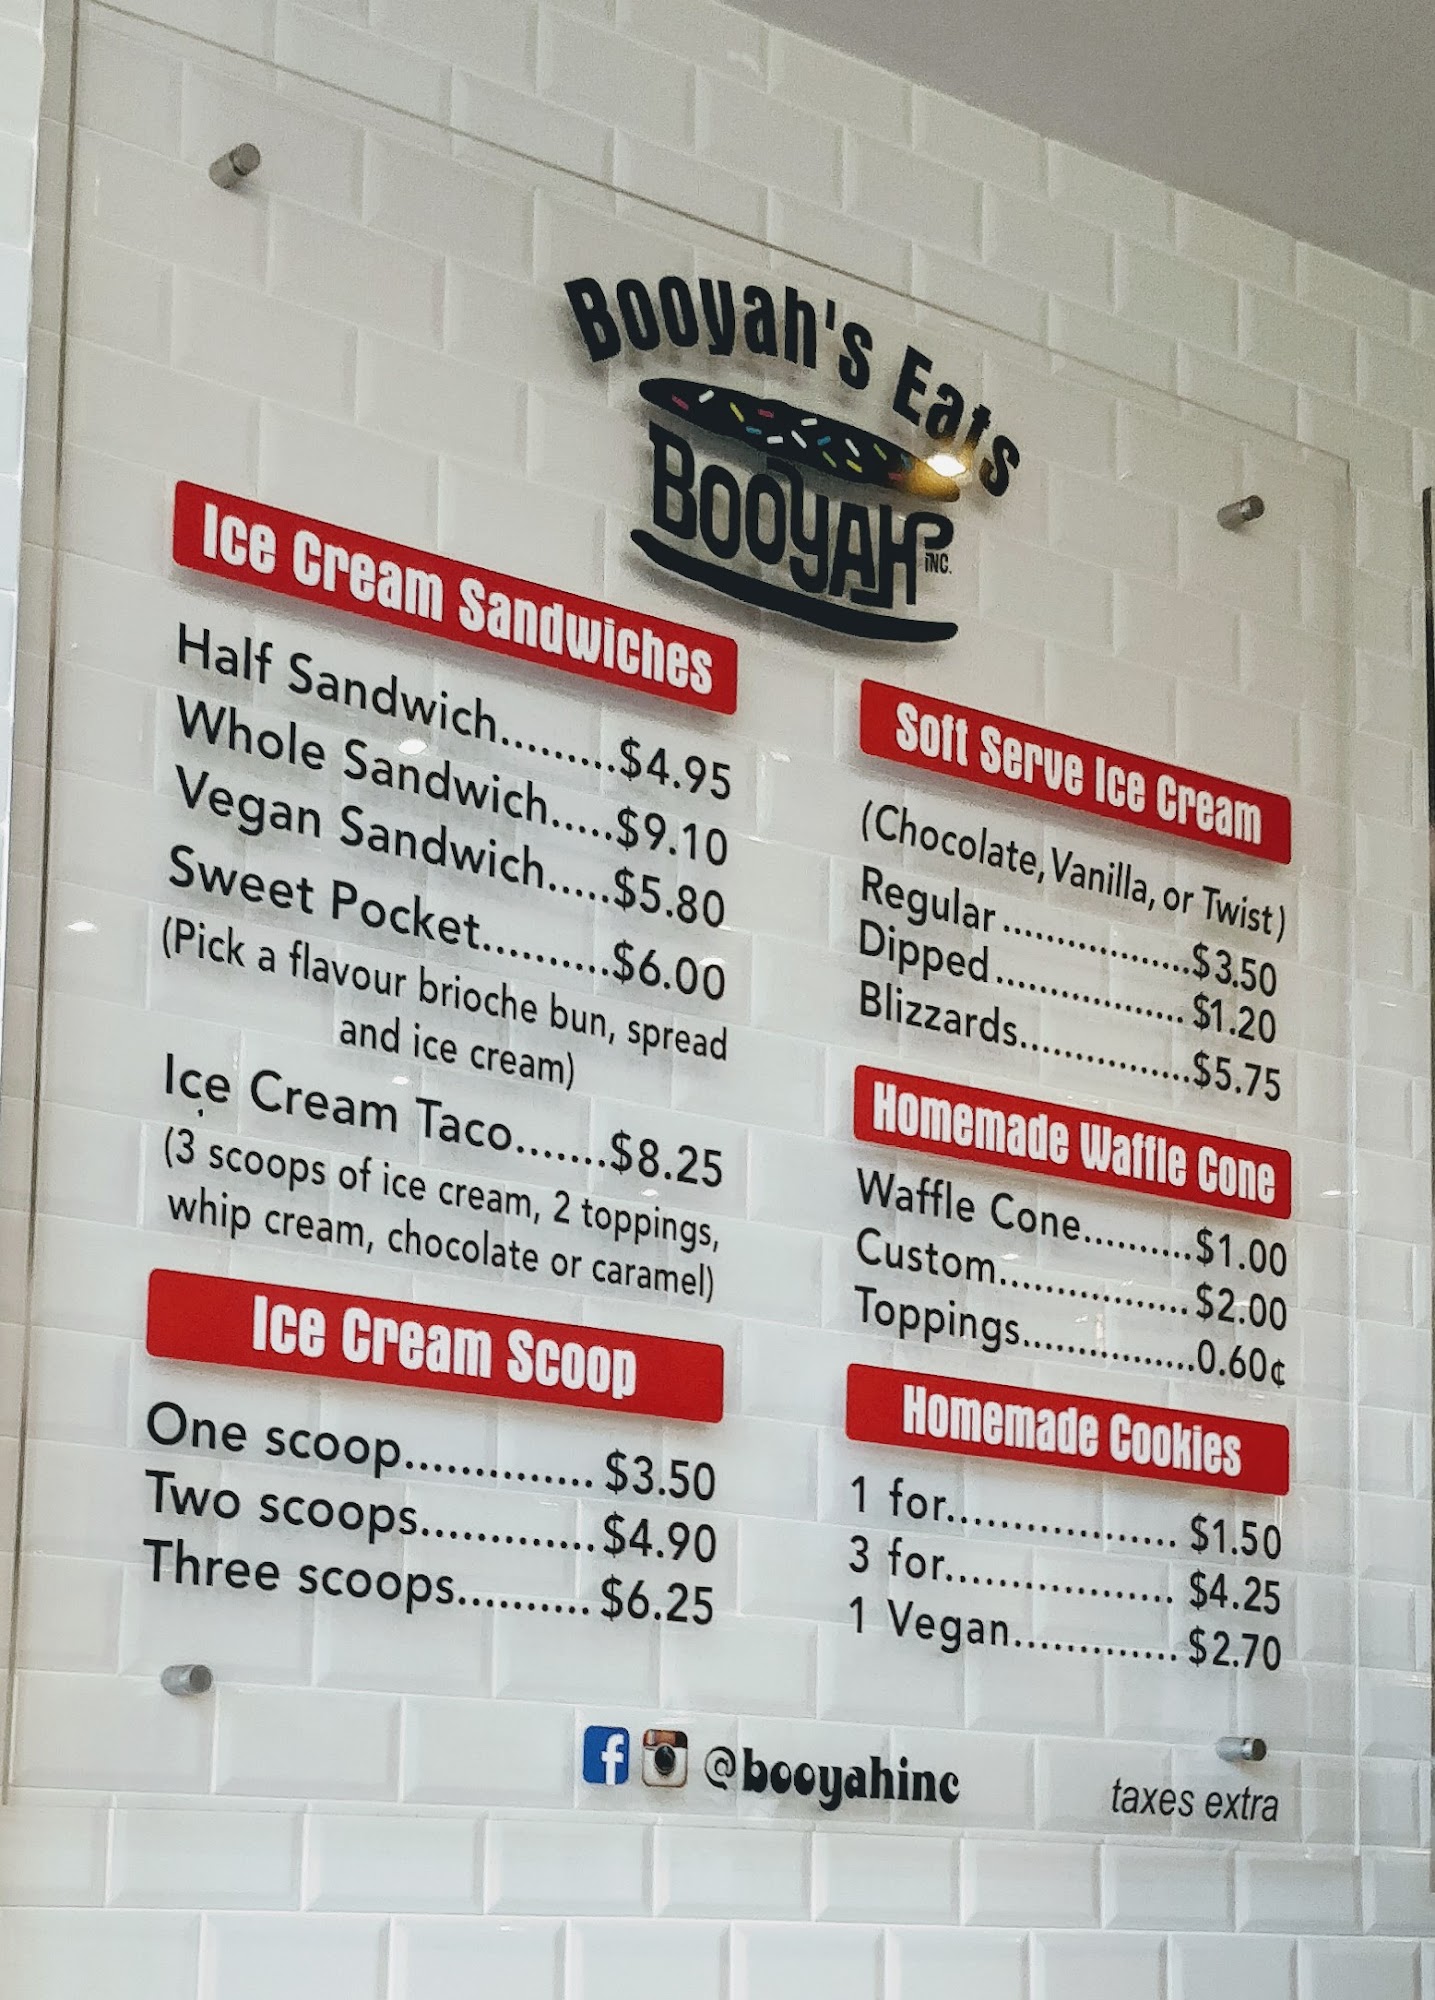 Booyah's Eats
BOOYAH INC.
Ice Cream Sandwiches
Half Sandwich.........$4.95
Whole Sandwich.....$9.10
Vegan Sandwich.....$5.80
Sweet Pocket..........$6.00
(Pick a flavour brioche bun, spread
and ice cream)
Ice Cream Taco.......$8.25
(3 scoops of ice cream, 2 toppings,
whip cream, chocolate or caramel)
Ice Cream Scoop
One scoop.............. $3.50
Two scoops.............$4.90
Three scoops.......... $6.25
Soft Serve Ice Cream
(Chocolate, Vanilla, or Twist)
Regular ..................$3.50
Dipped.................. $1.20
Blizzards................$5.75
Homemade Waffle Cone
Waffle Cone..........$1.00
Custom................. $2.00
Toppings................0.60¢
Homemade Cookies
1 for.................. $1.50
3 for.................. $4.25
1 Vegan............. $2.70
f @booyahinc
taxes extra